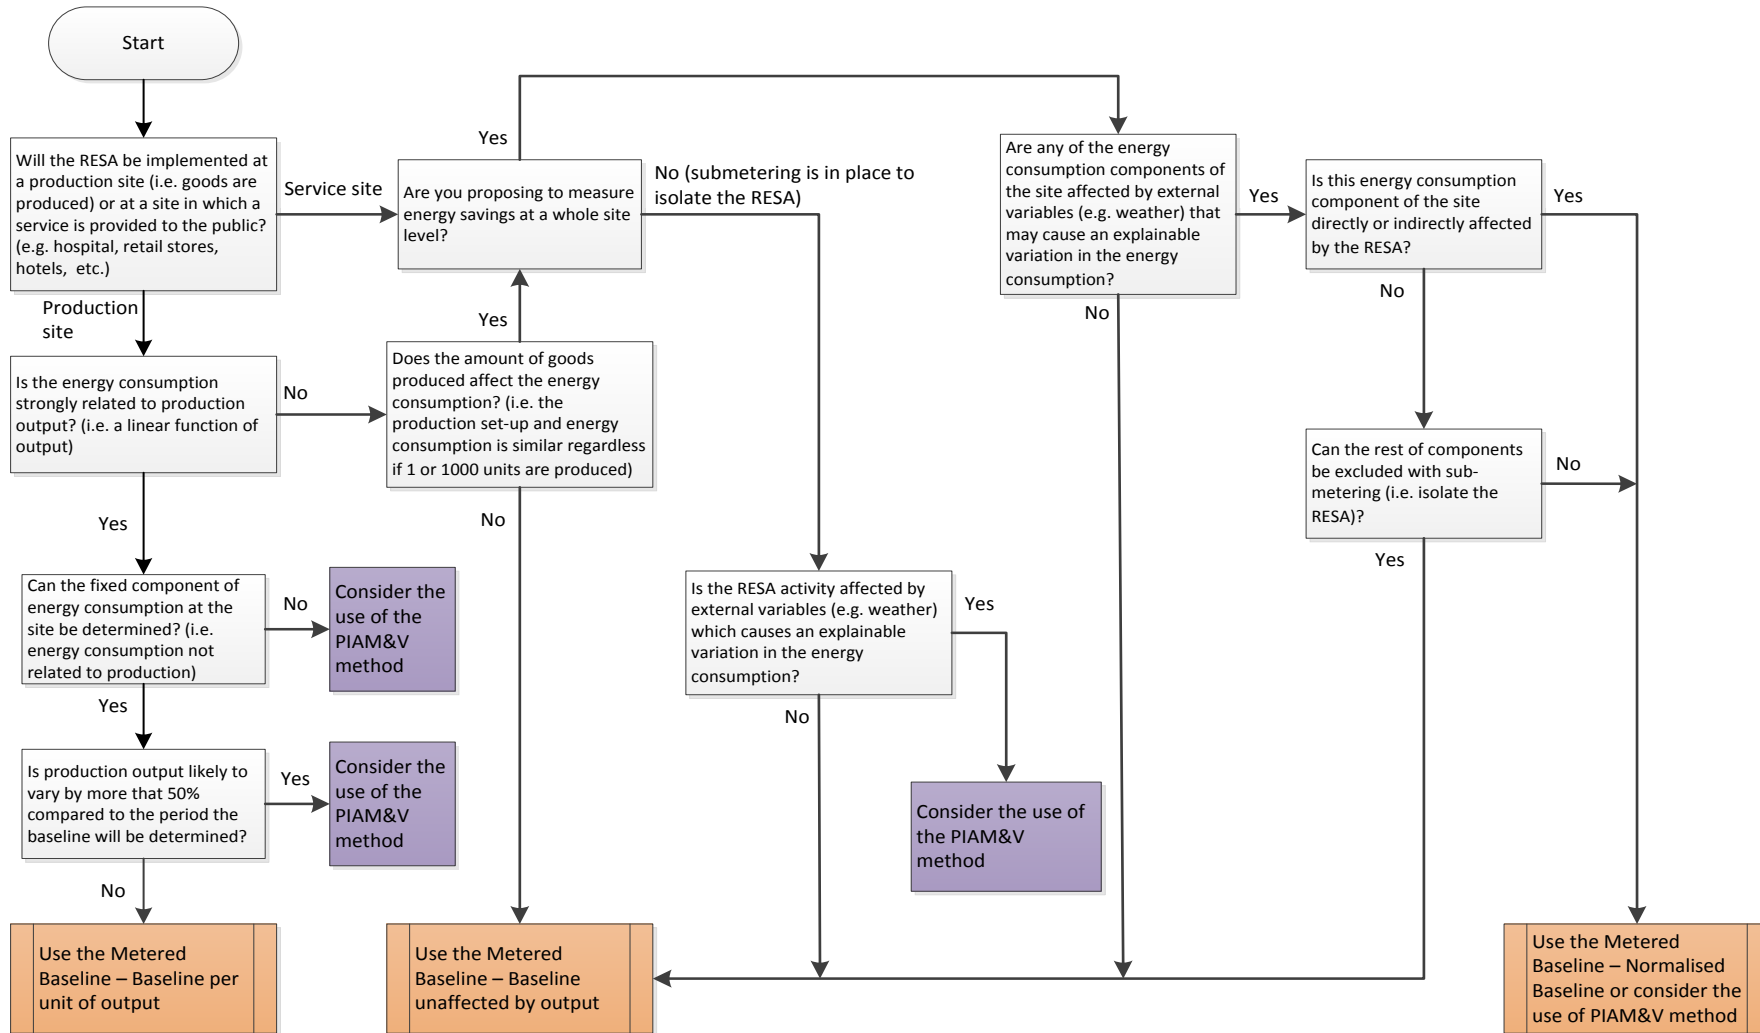 Start
Will the RESA be implemented at
a production site (i.e. goods are
produced) or at a site in which a
service is provided to the public?
(e.g. hospital, retail stores,
hotels,  etc.)
Service site
Production
site
Is the energy consumption
strongly related to production
output? (i.e. a linear function of
output)
No
Yes
Can the fixed component of
energy consumption at the
site be determined? (i.e.
energy consumption not
related to production)
No
Consider the
use of the
PIAM&V
method
Yes
Is production output likely to
vary by more that 50%
compared to the period the
baseline will be determined?
Yes
Consider the
use of the
PIAM&V
method
No
Use the Metered
Baseline – Baseline per
unit of output
Yes
Are you proposing to measure
energy savings at a whole site
level?
No (submetering is in place to
isolate the RESA)
Yes
Does the amount of goods
produced affect the energy
consumption? (i.e. the
production set-up and energy
consumption is similar regardless
if 1 or 1000 units are produced)
No
Use the Metered
Baseline – Baseline
unaffected by output
Is the RESA activity affected by
external variables (e.g. weather)
which causes an explainable
variation in the energy
consumption?
Yes
No
Consider the use of
the PIAM&V
method
Are any of the energy
consumption components of
the site affected by external
variables (e.g. weather) that
may cause an explainable
variation in the energy
consumption?
Yes
No
Is this energy consumption
component of the site
directly or indirectly affected
by the RESA?
Yes
No
Can the rest of components
be excluded with sub-
metering (i.e. isolate the
RESA)?
No
Yes
Use the Metered
Baseline – Normalised
Baseline or consider the
use of PIAM&V method